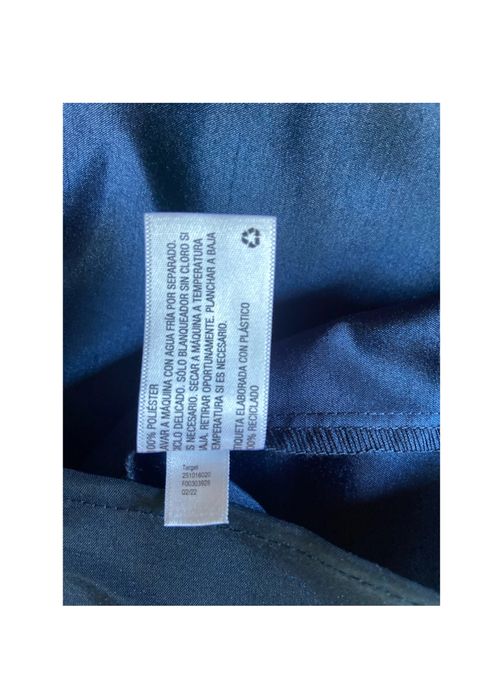 00% POLIÉSTER
AVAR A MÁQUINA CON AGUA FRÍA POR SEPARADO.
ICLO DELICADO. SÓLO BLANQUEADOR SIN CLORO SI
S NECESARIO. SECAR A MÁQUINA A TEMPERATURA
AJA. RETIRAR OPORTUNAMENTE. PLANCHAR A BAJA
EMPERATURA SI ES NECESARIO.
IQUETA ELABORADA CON PLÁSTICO
00% RECICLADO
Target
251016020
F00303926
02/22